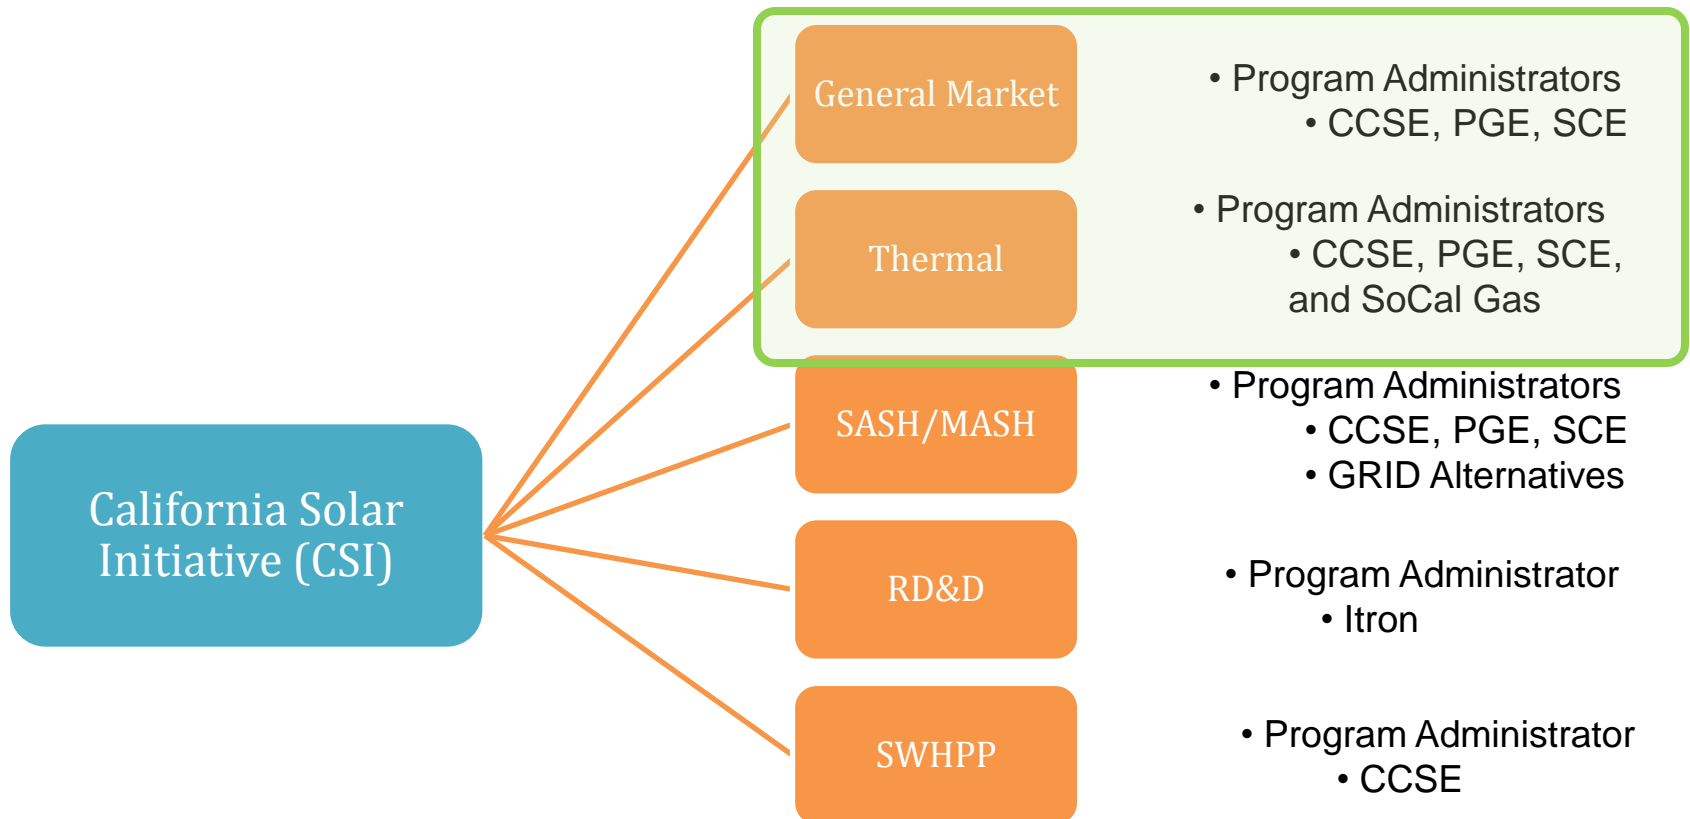 California Solar
Initiative (CSI)
General Market
• Program Administrators
• CCSE, PGE, SCE
Thermal
• Program Administrators
• CCSE, PGE, SCE,
and SoCal Gas
SASH/MASH
• Program Administrators
• CCSE, PGE, SCE
• GRID Alternatives
RD&D
• Program Administrator
• Itron
SWHPP
• Program Administrator
• CCSE